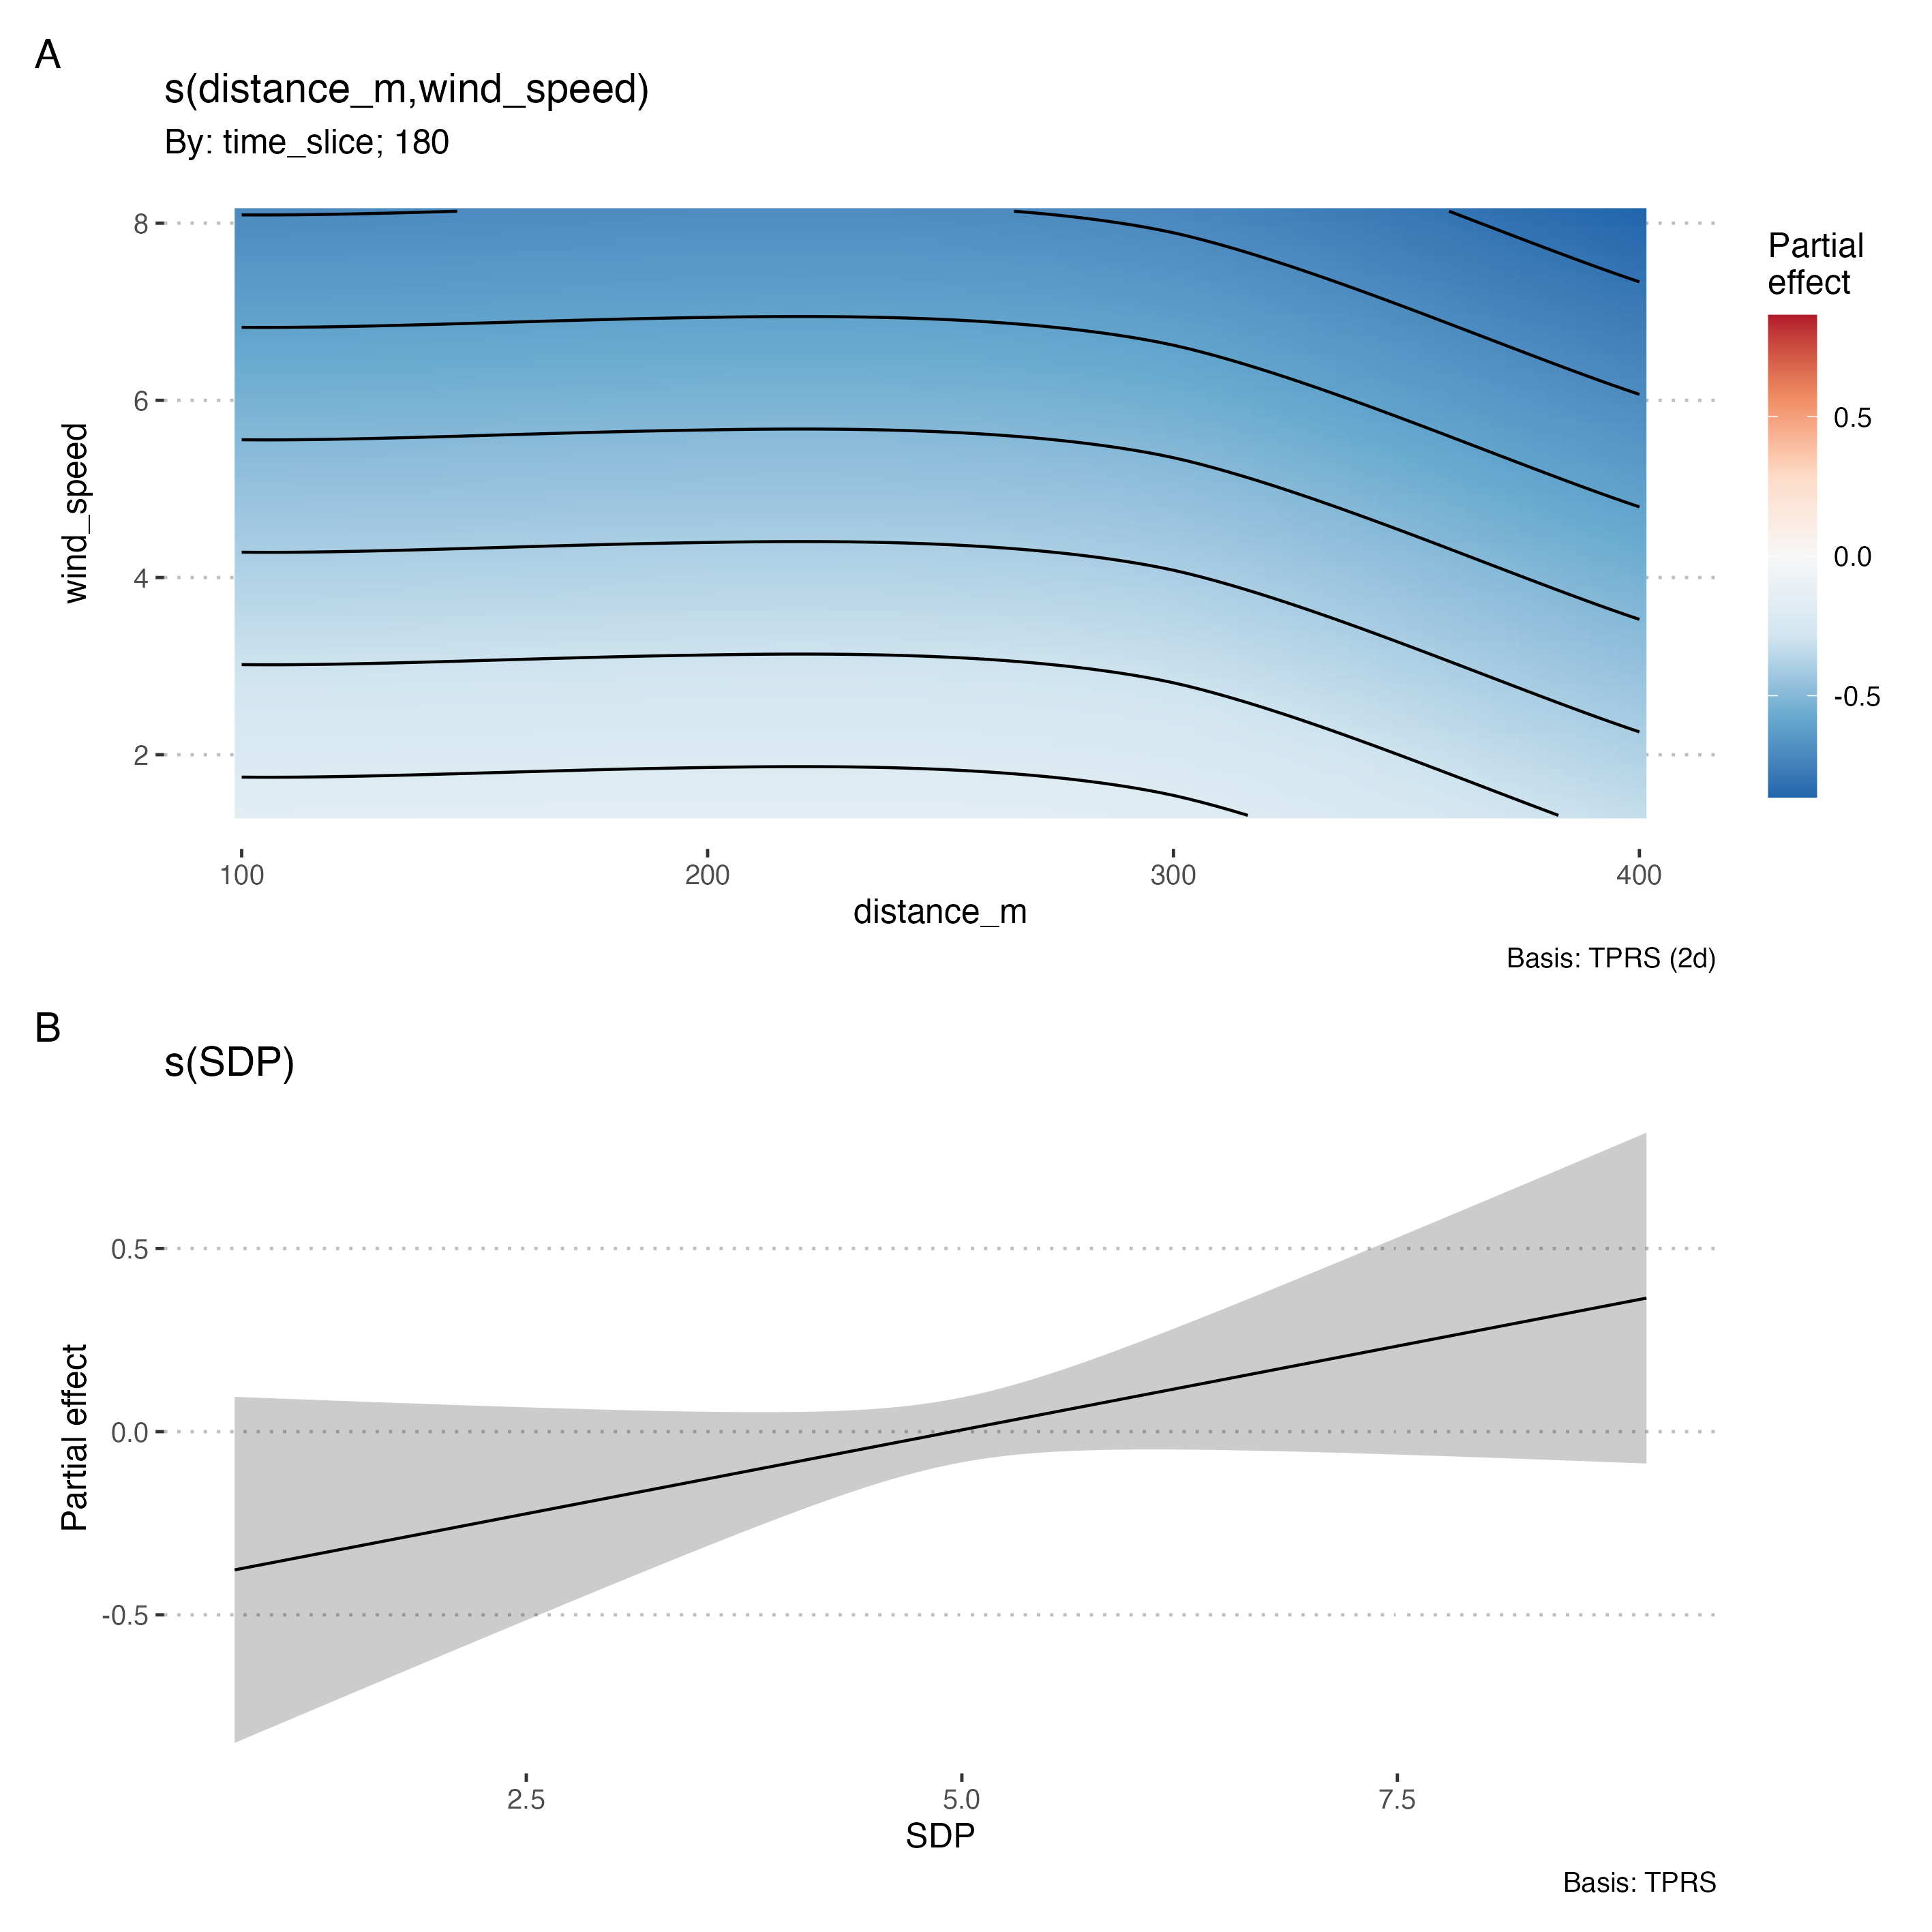 A
s(distance_m,wind_speed)
By: time_slice; 180
8
6
4
2
wind_speed
100 200 300 400
distance_m
Basis: TPRS (2d)
Partial
effect
0.5
0.0
-0.5
B
s(SDP)
0.5
0.0
-0.5
Partial effect
2.5 5.0 7.5
SDP
Basis: TPRS